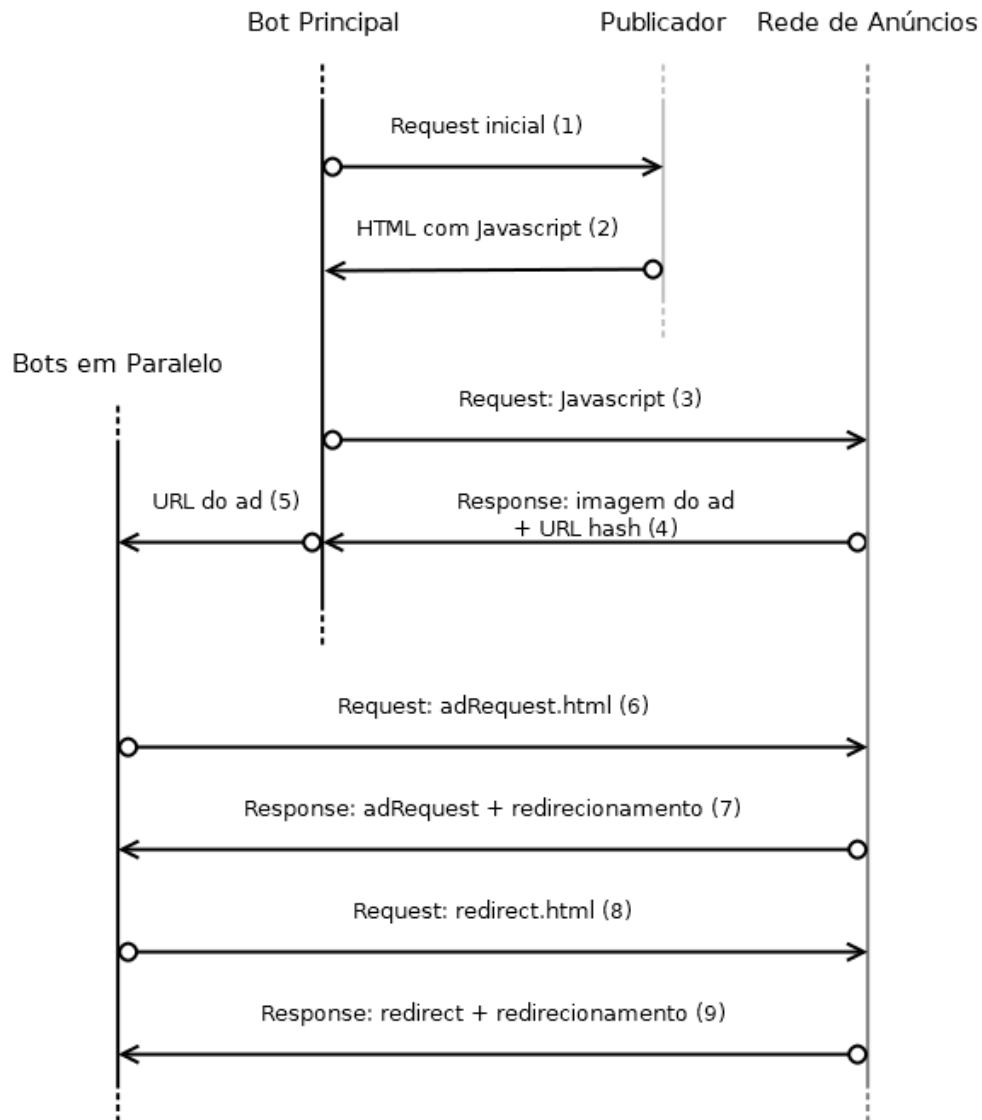 Bot Principal
Publicador
Rede de Anúncios
Request inicial (1)
HTML com Javascript (2)
Bots em Paralelo
Request: Javascript (3)
URL do ad (5)
Response: imagem do ad
+ URL hash (4)
Request: adRequest.html (6)
Response: adRequest + redirecionamento (7)
Request: redirect.html (8)
Response: redirect + redirecionamento (9)